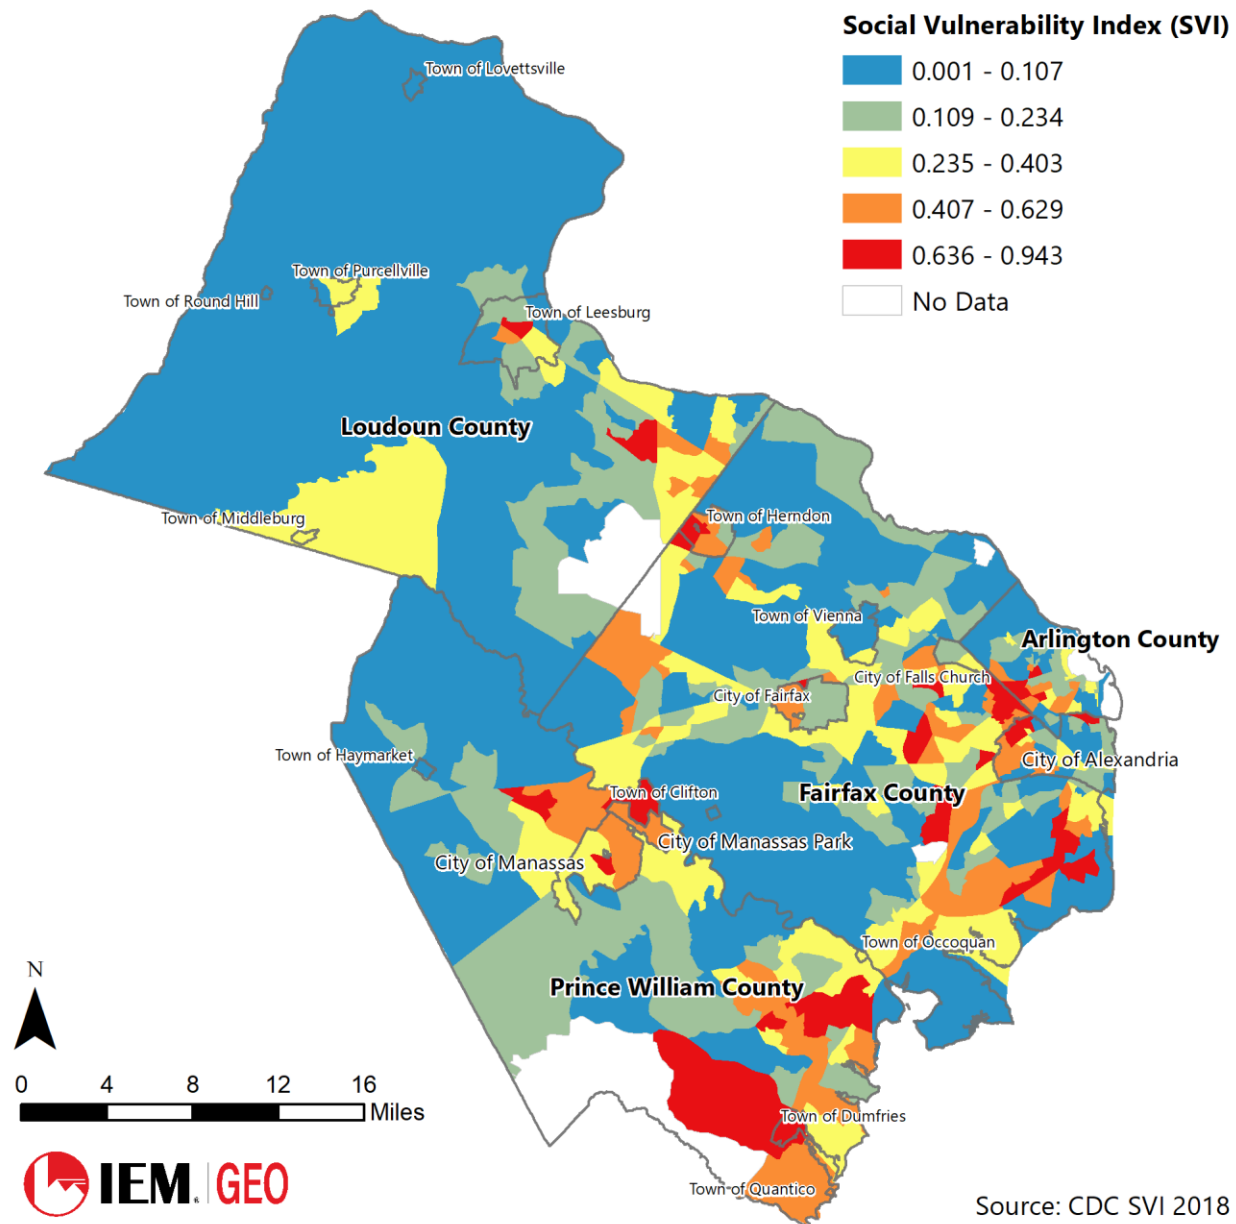 Social Vulnerability Index (SVI)
0.001 - 0.107
0.109 - 0.234
0.235 - 0.403
0.407 - 0.629
0.636 - 0.943
No Data
Town of Lovettsville
Town of Purcellville
Town of Round Hill
Town of Leesburg
Loudoun County
Town of Middleburg
Town of Herndon
Town of Vienna
Arlington County
City of Falls Church
City of Fairfax
Town of Haymarket
City of Alexandria
Town of Clifton
Fairfax County
City of Manassas Park
City of Manassas
Town of Occoquan
Prince William County
N
0 4 8 12 16
Miles
Town of Dumfries
Town of Quantico
IEM GEO
Source: CDC SVI 2018